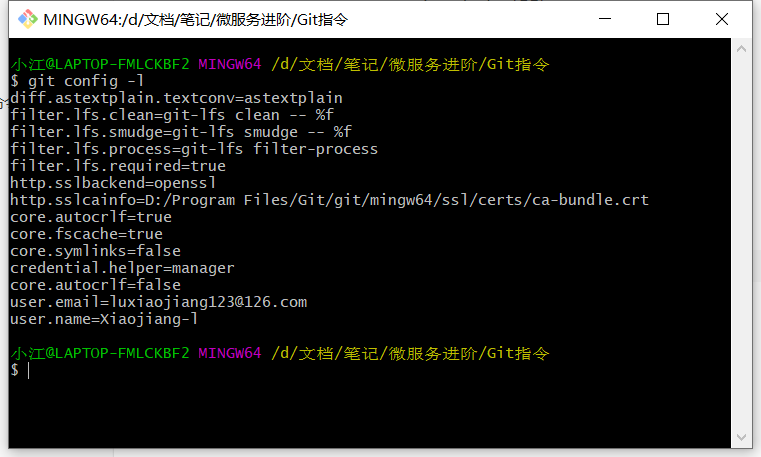 MINGW64:/d/文档/笔记/微服务进阶/Git指令
小江@LAPTOP-FMLCKBF2 MINGW64 /d/文档/笔记/微服务进阶/Git指令
$ git config -l
diff.astextplain.textconv=astextplain
filter.lfs.clean=git-lfs clean -- %f
filter.lfs.smudge=git-lfs smudge -- %f
filter.lfs.process=git-lfs filter-process
filter.lfs.required=true
http.sslbackend=openssl
http.sslcainfo=D:/Program Files/Git/git/mingw64/ssl/certs/ca-bundle.crt
core.autocrlf=true
core.fscache=true
core.symlinks=false
credential.helper=manager
core.autocrlf=false
user.email=luxiaojiang123@126.com
user.name=Xiaojiang-l
小江@LAPTOP-FMLCKBF2 MINGW64 /d/文档/笔记/微服务进阶/Git指令
$